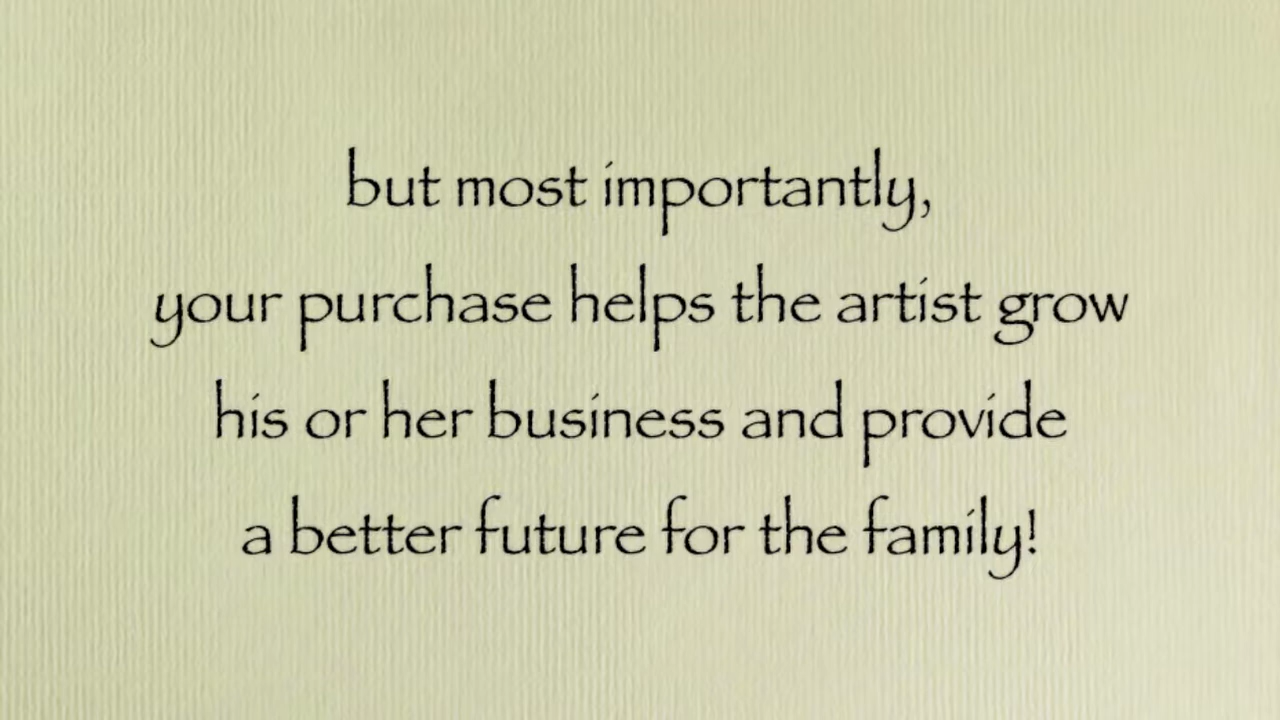 but most importantly,
your purchase helps the artist grow
his or her business and provide
a better future for the family!